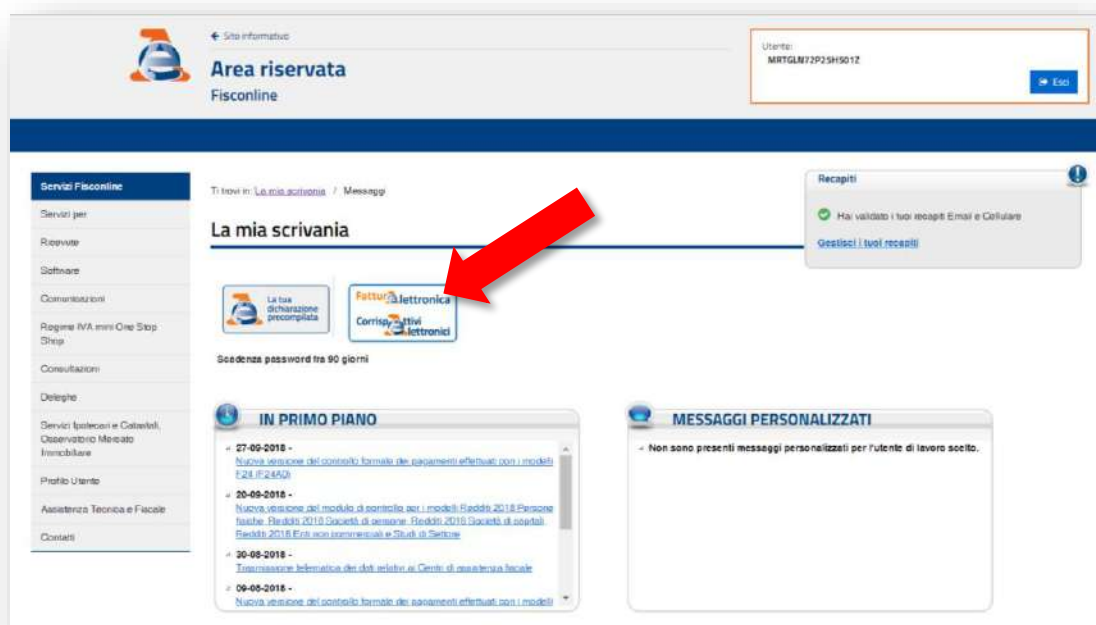 ← Sito informativo
Area riservata
Fisconline
Utente:
MRTGLN72P25H501Z
Esci
Servizi Fisconline
Servizi per
Ricevute
Software
Comunicazioni
Regime IVA mini One Stop
Shop
Consultazioni
Deleghe
Servizi Ipotecari e Catastali,
Osservatorio Mercato
Immobiliare
Profilo Utente
Assistenza Tecnica e Fiscale
Contatti
Ti trovi in: La mia scrivania / Messaggi
La mia scrivania
Recapiti
Hai validato i tuoi recapiti Email e Cellulare
Gestisci i tuoi recapiti
La tua
dichiarazione
precompilata
Fattura elettronica
Corrispettivi
elettronici
Scadenza password fra 90 giorni
IN PRIMO PIANO
27-09-2018 -
Nuova versione del controllo formale dei pagamenti effettuati con i modelli
F24 (F24A0)
20-09-2018 -
Nuova versione del modulo di controllo per i modelli Redditi 2018 Persone
fisiche, Redditi 2018 Società di persone, Redditi 2018 Società di capitali,
Redditi 2018 Enti non commerciali e Studi di Settore
30-08-2018 -
Trasmissione telematica dei dati relativi ai Centri di assistenza fiscale
09-08-2018 -
Nuova versione del controllo formale dei pagamenti effettuati con i modelli
MESSAGGI PERSONALIZZATI
Non sono presenti messaggi personalizzati per l'utente di lavoro scelto.